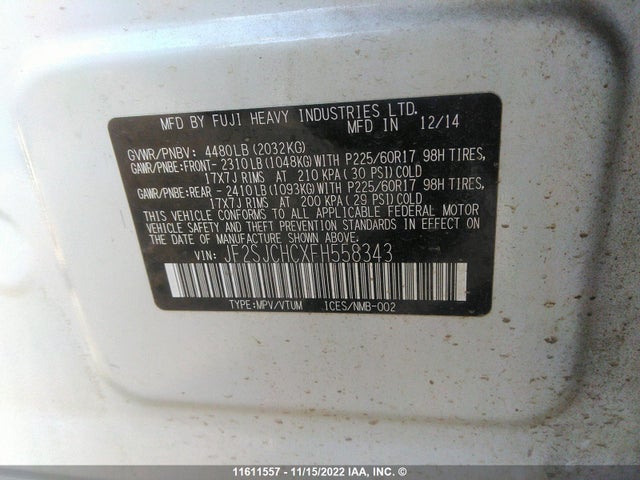 MFD BY FUJI HEAVY INDUSTRIES LTD.
MFD IN 12/14
GVWR/PNBV: 4480LB (2032KG)
GAWR/PNBE:FRONT- 2310LB(1048KG)WITH P225/60R17 98H TIRES,
17X7J RIMS AT 210 KPA( 30 PSI)COLD
GAWR/PNBE:REAR - 2410LB(1093KG)WITH P225/60R17 98H TIRES,
17X7J RIMS AT 200 KPA(29 PSI)COLD
THIS VEHICLE CONFORMS TO ALL APPLICABLE FEDERAL MOTOR
VEHICLE SAFETY AND THEFT PREVENTION STANDARDS IN EFFECT
ON THE DATE OF MANUFACTURE SHOWN ABOVE.
VIN: JF2SJCHCXFH558343
TYPE:MPV/VTUM ICES/NMB-002
11611557 - 11/15/2022 IAA, INC. ©